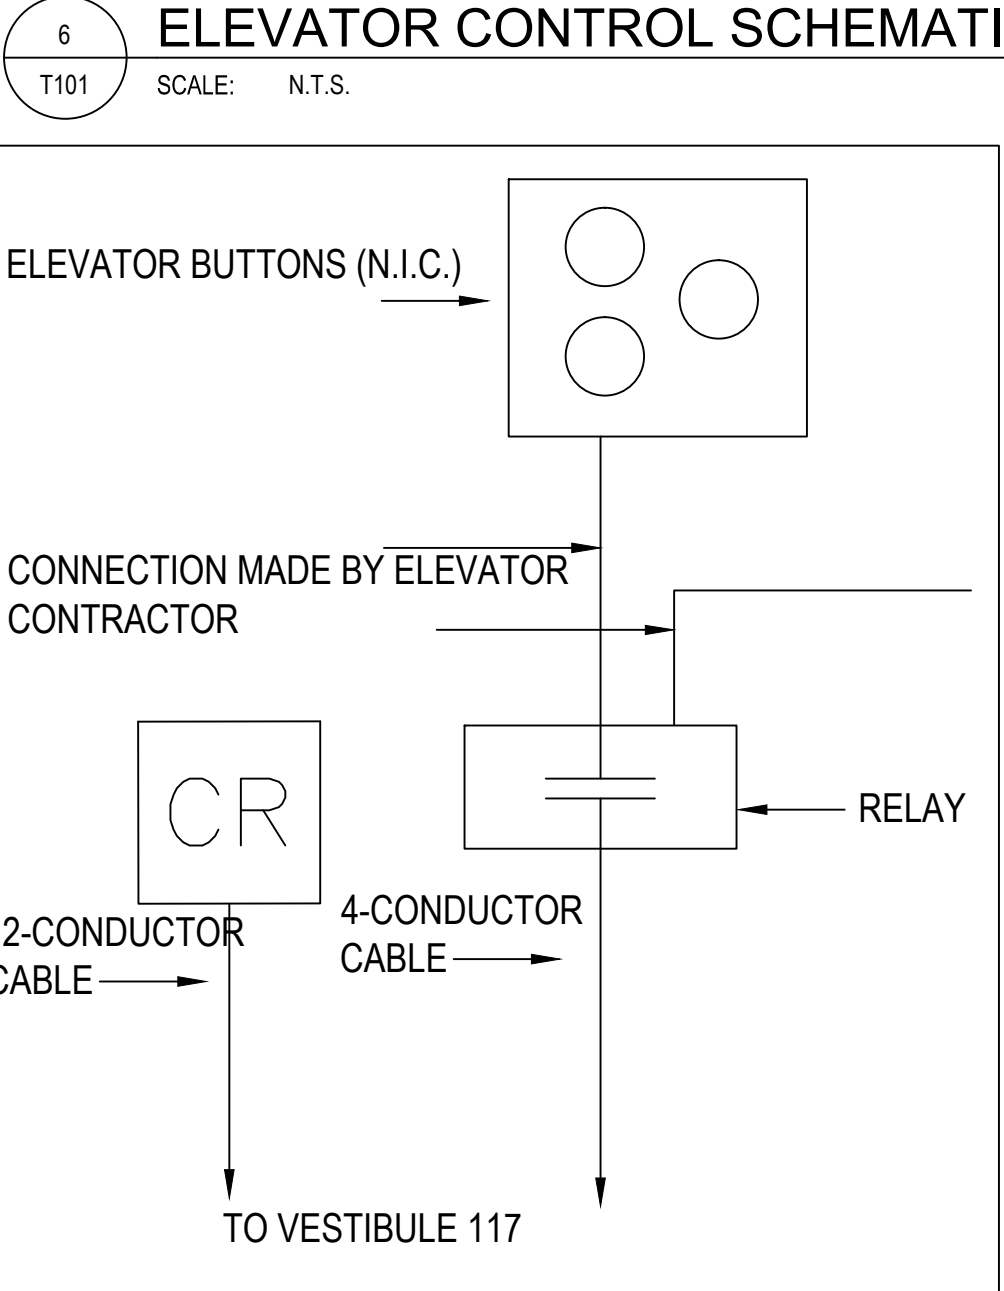 6
T101
ELEVATOR CONTROL SCHEMATI
SCALE: N.T.S.
ELEVATOR BUTTONS (N.I.C.)
CONNECTION MADE BY ELEVATOR
CONTRACTOR
CR
RELAY
2-CONDUCTOR
CABLE
4-CONDUCTOR
CABLE
TO VESTIBULE 117